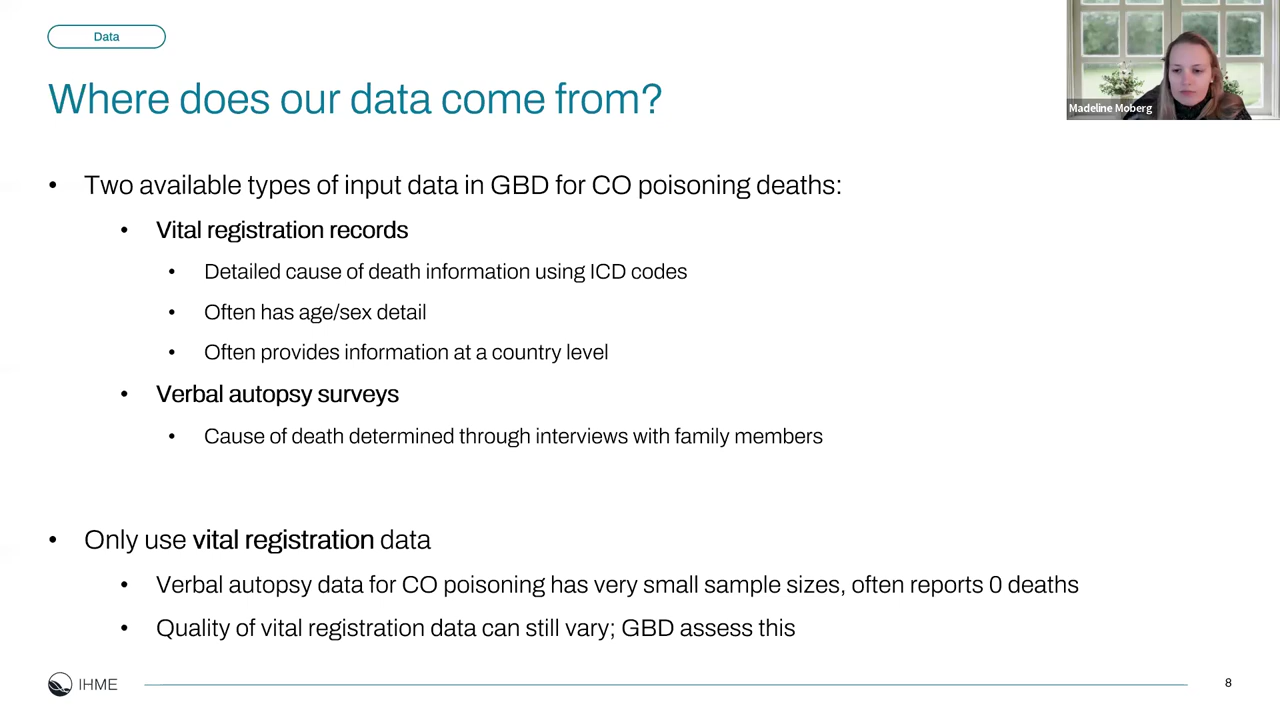 Data
Madeline Moberg
Where does our data come from?
• Two available types of input data in GBD for CO poisoning deaths:
• Vital registration records
• Detailed cause of death information using ICD codes
• Often has age/sex detail
• Often provides information at a country level
• Verbal autopsy surveys
• Cause of death determined through interviews with family members
• Only use vital registration data
• Verbal autopsy data for CO poisoning has very small sample sizes, often reports 0 deaths
• Quality of vital registration data can still vary; GBD assess this
IHME
8